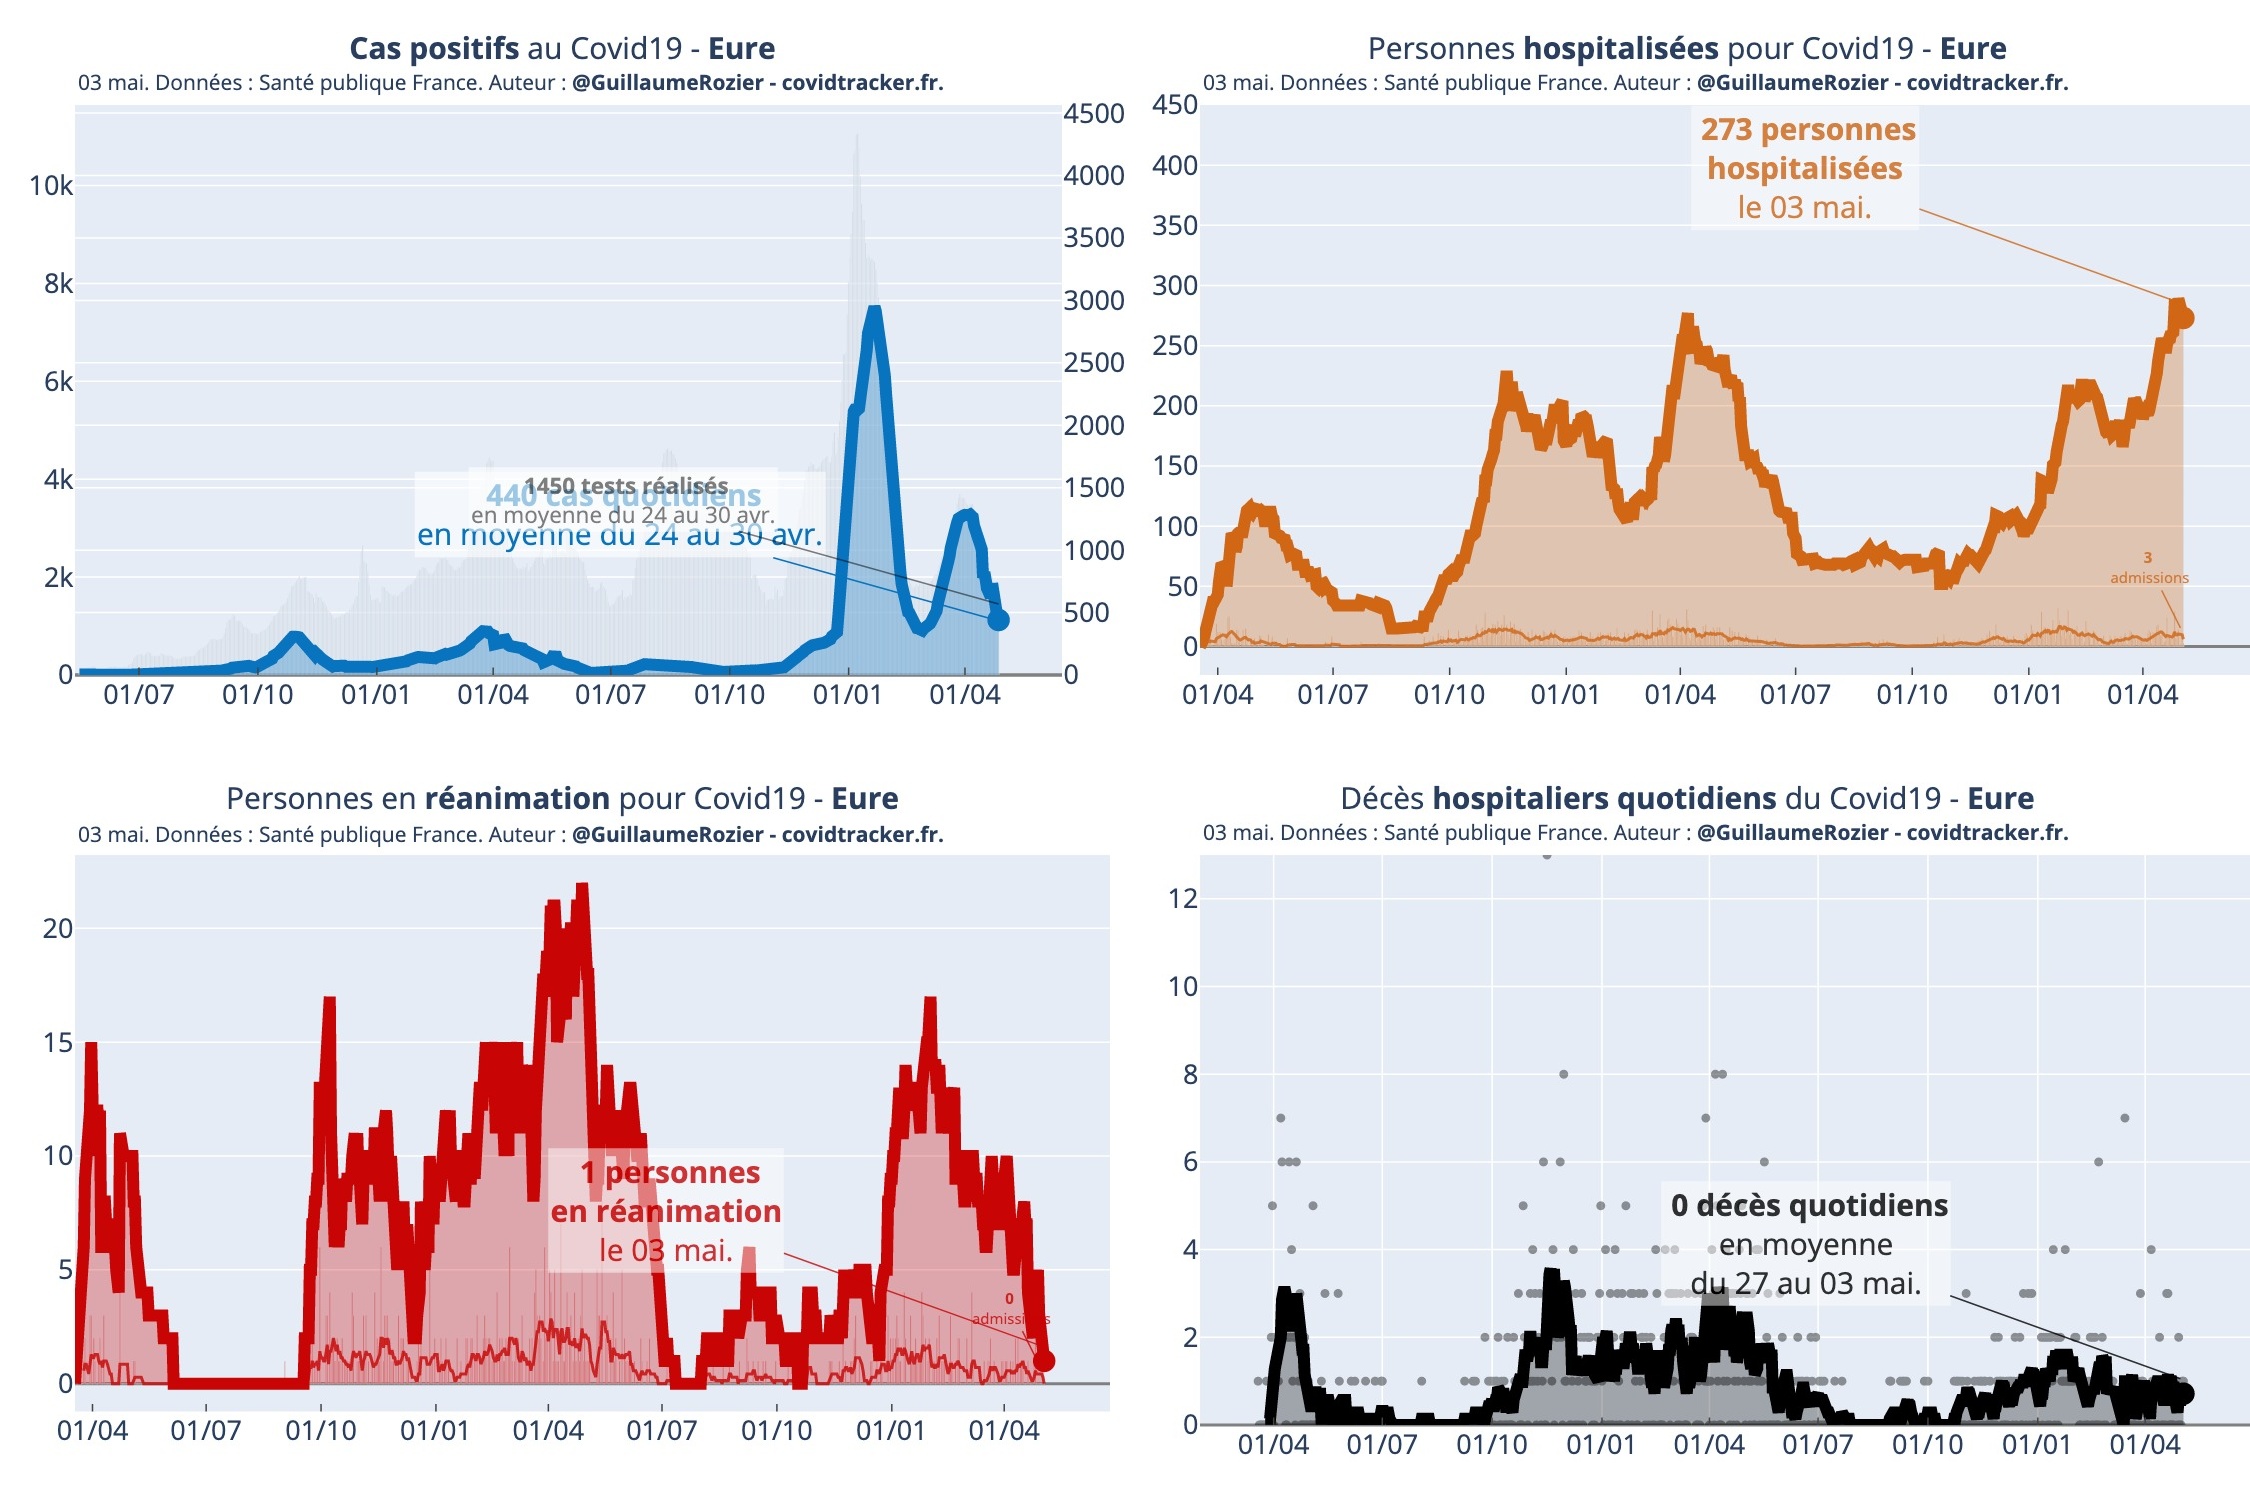 Cas positifs au Covid19 - Eure
03 mai. Données : Santé publique France. Auteur : @GuillaumeRozier - covidtracker.fr.
10k
8k
6k
4k
2k
0
4500
4000
3500
3000
2500
2000
1500
1000
500
0
1450 tests réalisés
en moyenne du 24 au 30 avr.
440 cas quotidiens
en moyenne du 24 au 30 avr.
01/07 01/10 01/01 01/04 01/07 01/10 01/01 01/04
Personnes hospitalisées pour Covid19 - Eure
03 mai. Données : Santé publique France. Auteur : @GuillaumeRozier - covidtracker.fr.
450
400
350
300
250
200
150
100
50
0
273 personnes
hospitalisées
le 03 mai.
3
admissions
01/04 01/07 01/10 01/01 01/04 01/07 01/10 01/01 01/04
Personnes en réanimation pour Covid19 - Eure
03 mai. Données : Santé publique France. Auteur : @GuillaumeRozier - covidtracker.fr.
20
15
10
5
0
1 personnes
en réanimation
le 03 mai.
0
admissions
01/04 01/07 01/10 01/01 01/04 01/07 01/10 01/01 01/04
Décès hospitaliers quotidiens du Covid19 - Eure
03 mai. Données : Santé publique France. Auteur : @GuillaumeRozier - covidtracker.fr.
12
10
8
6
4
2
0
0 décès quotidiens
en moyenne
du 27 au 03 mai.
01/04 01/07 01/10 01/01 01/04 01/07 01/10 01/01 01/04